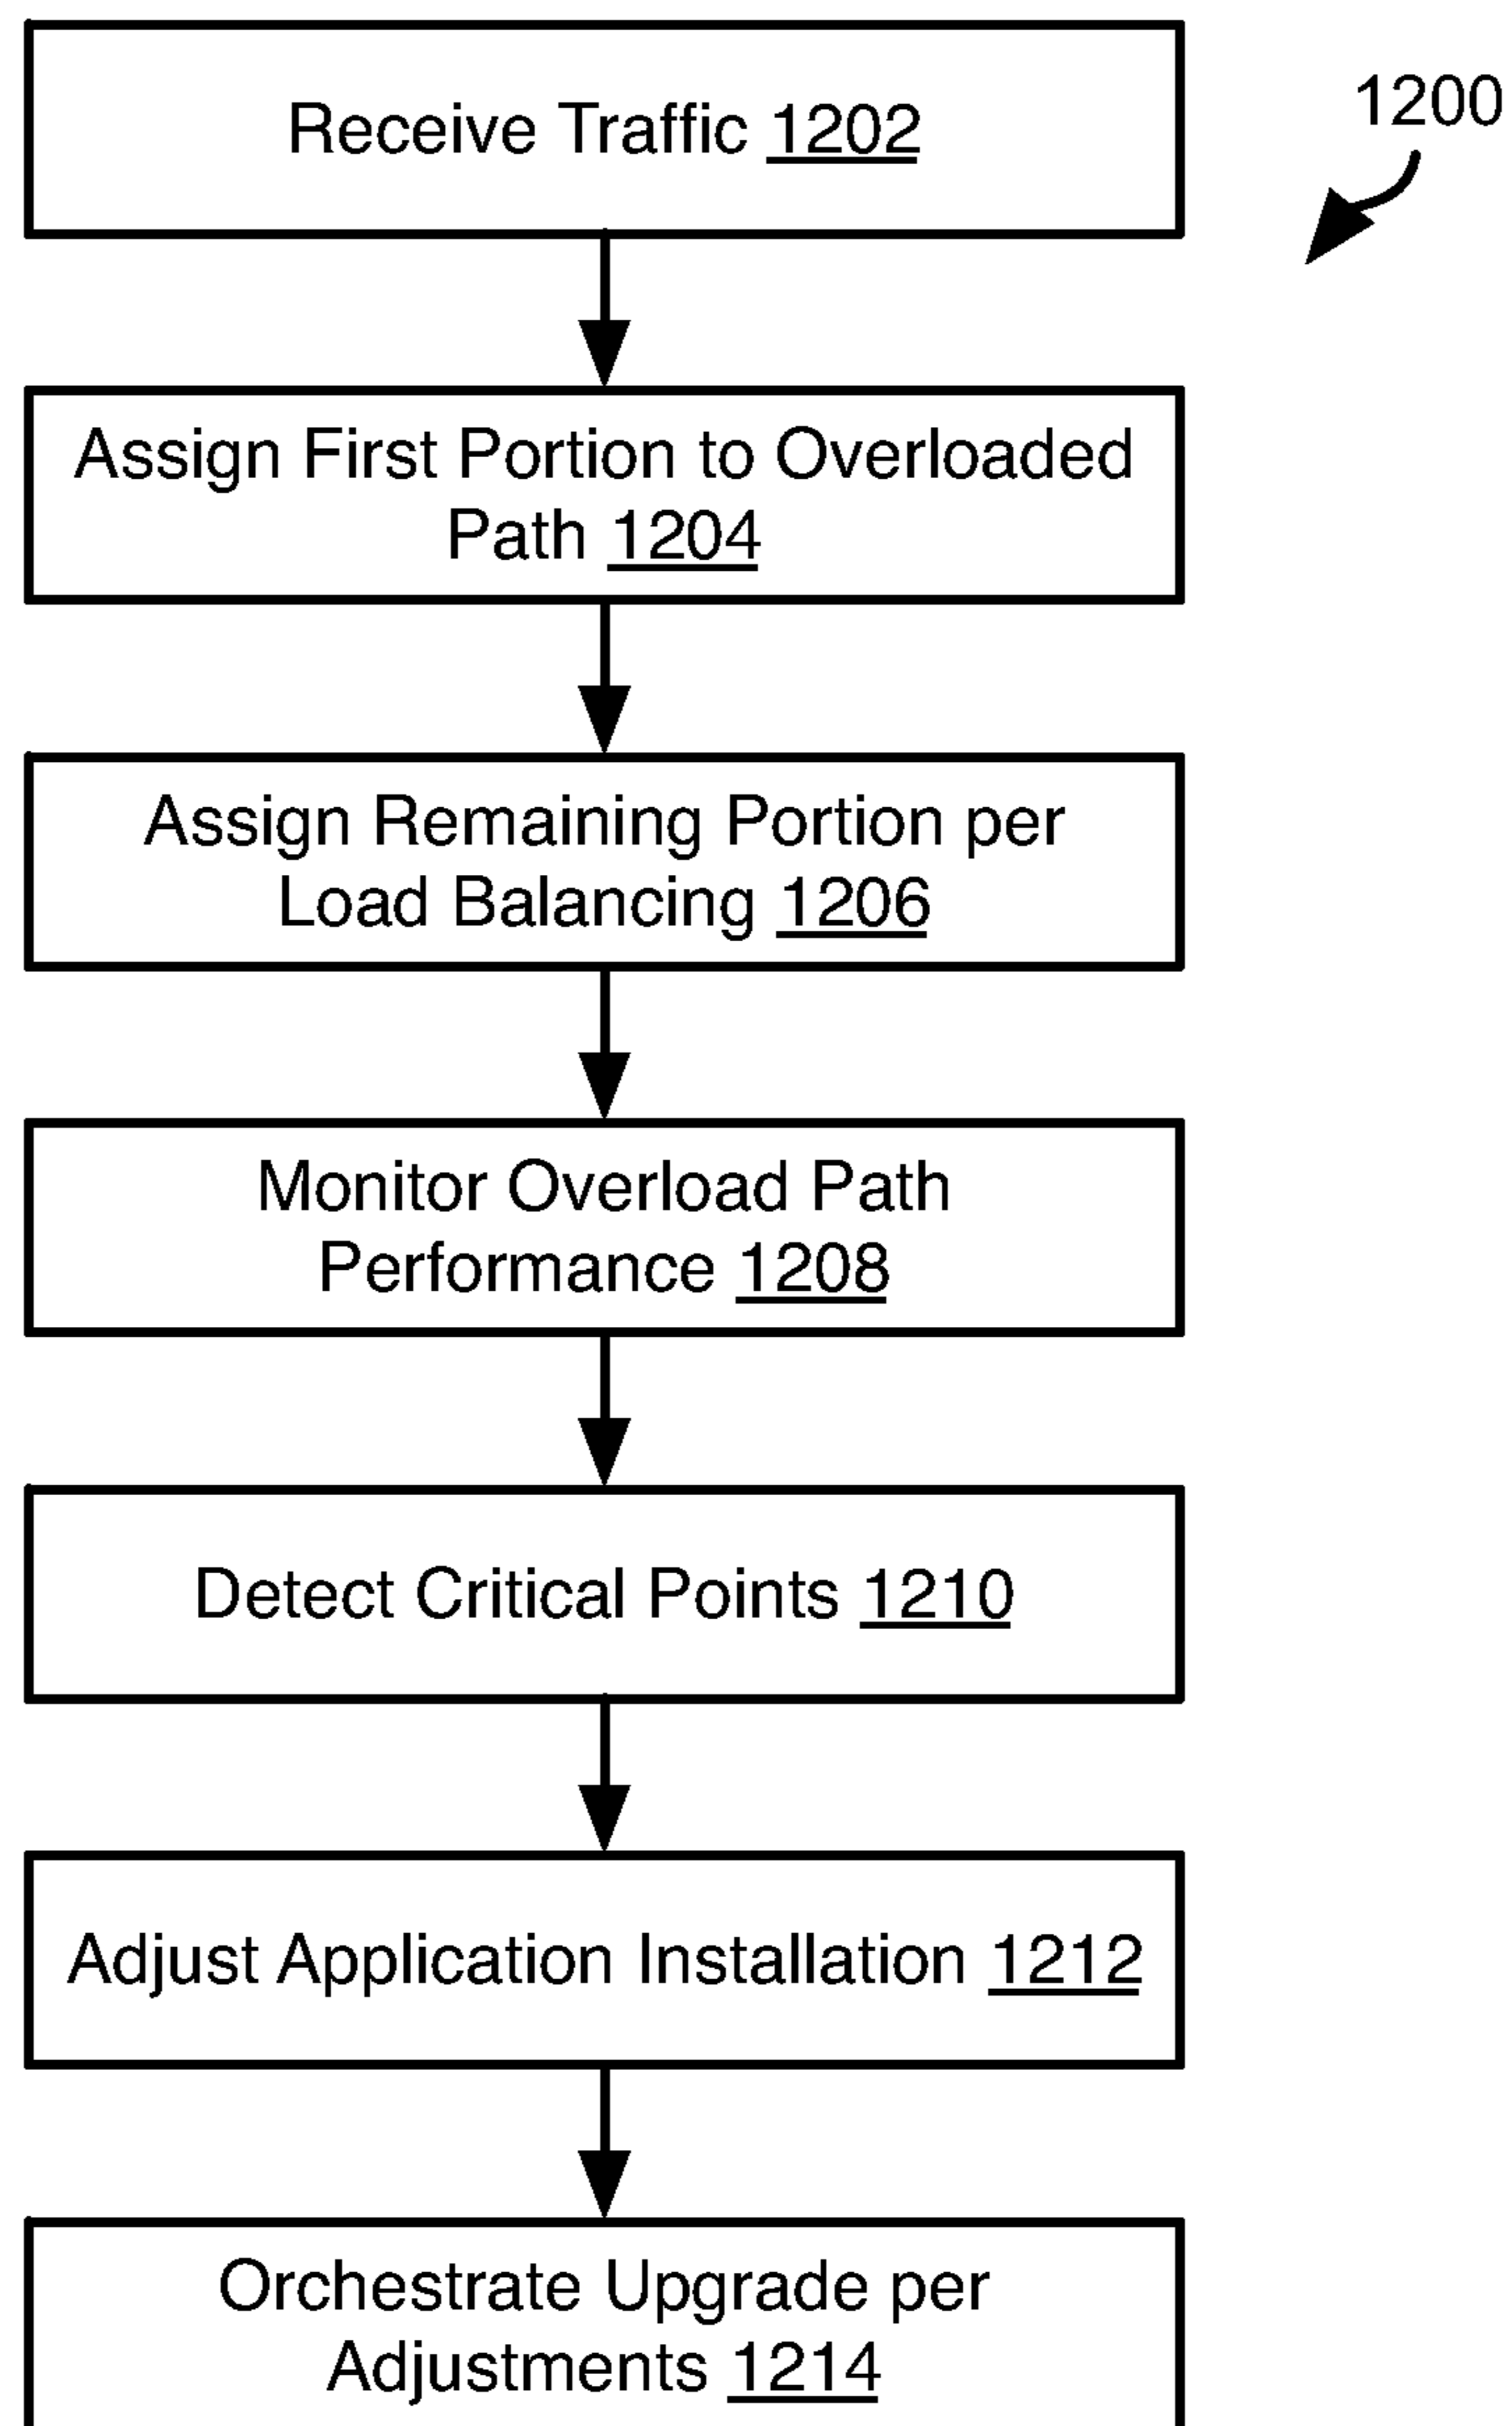 Receive Traffic 1202
1200
Assign First Portion to Overloaded
Path 1204
Assign Remaining Portion per
Load Balancing 1206
Monitor Overload Path
Performance 1208
Detect Critical Points 1210
Adjust Application Installation 1212
Orchestrate Upgrade per
Adjustments 1214